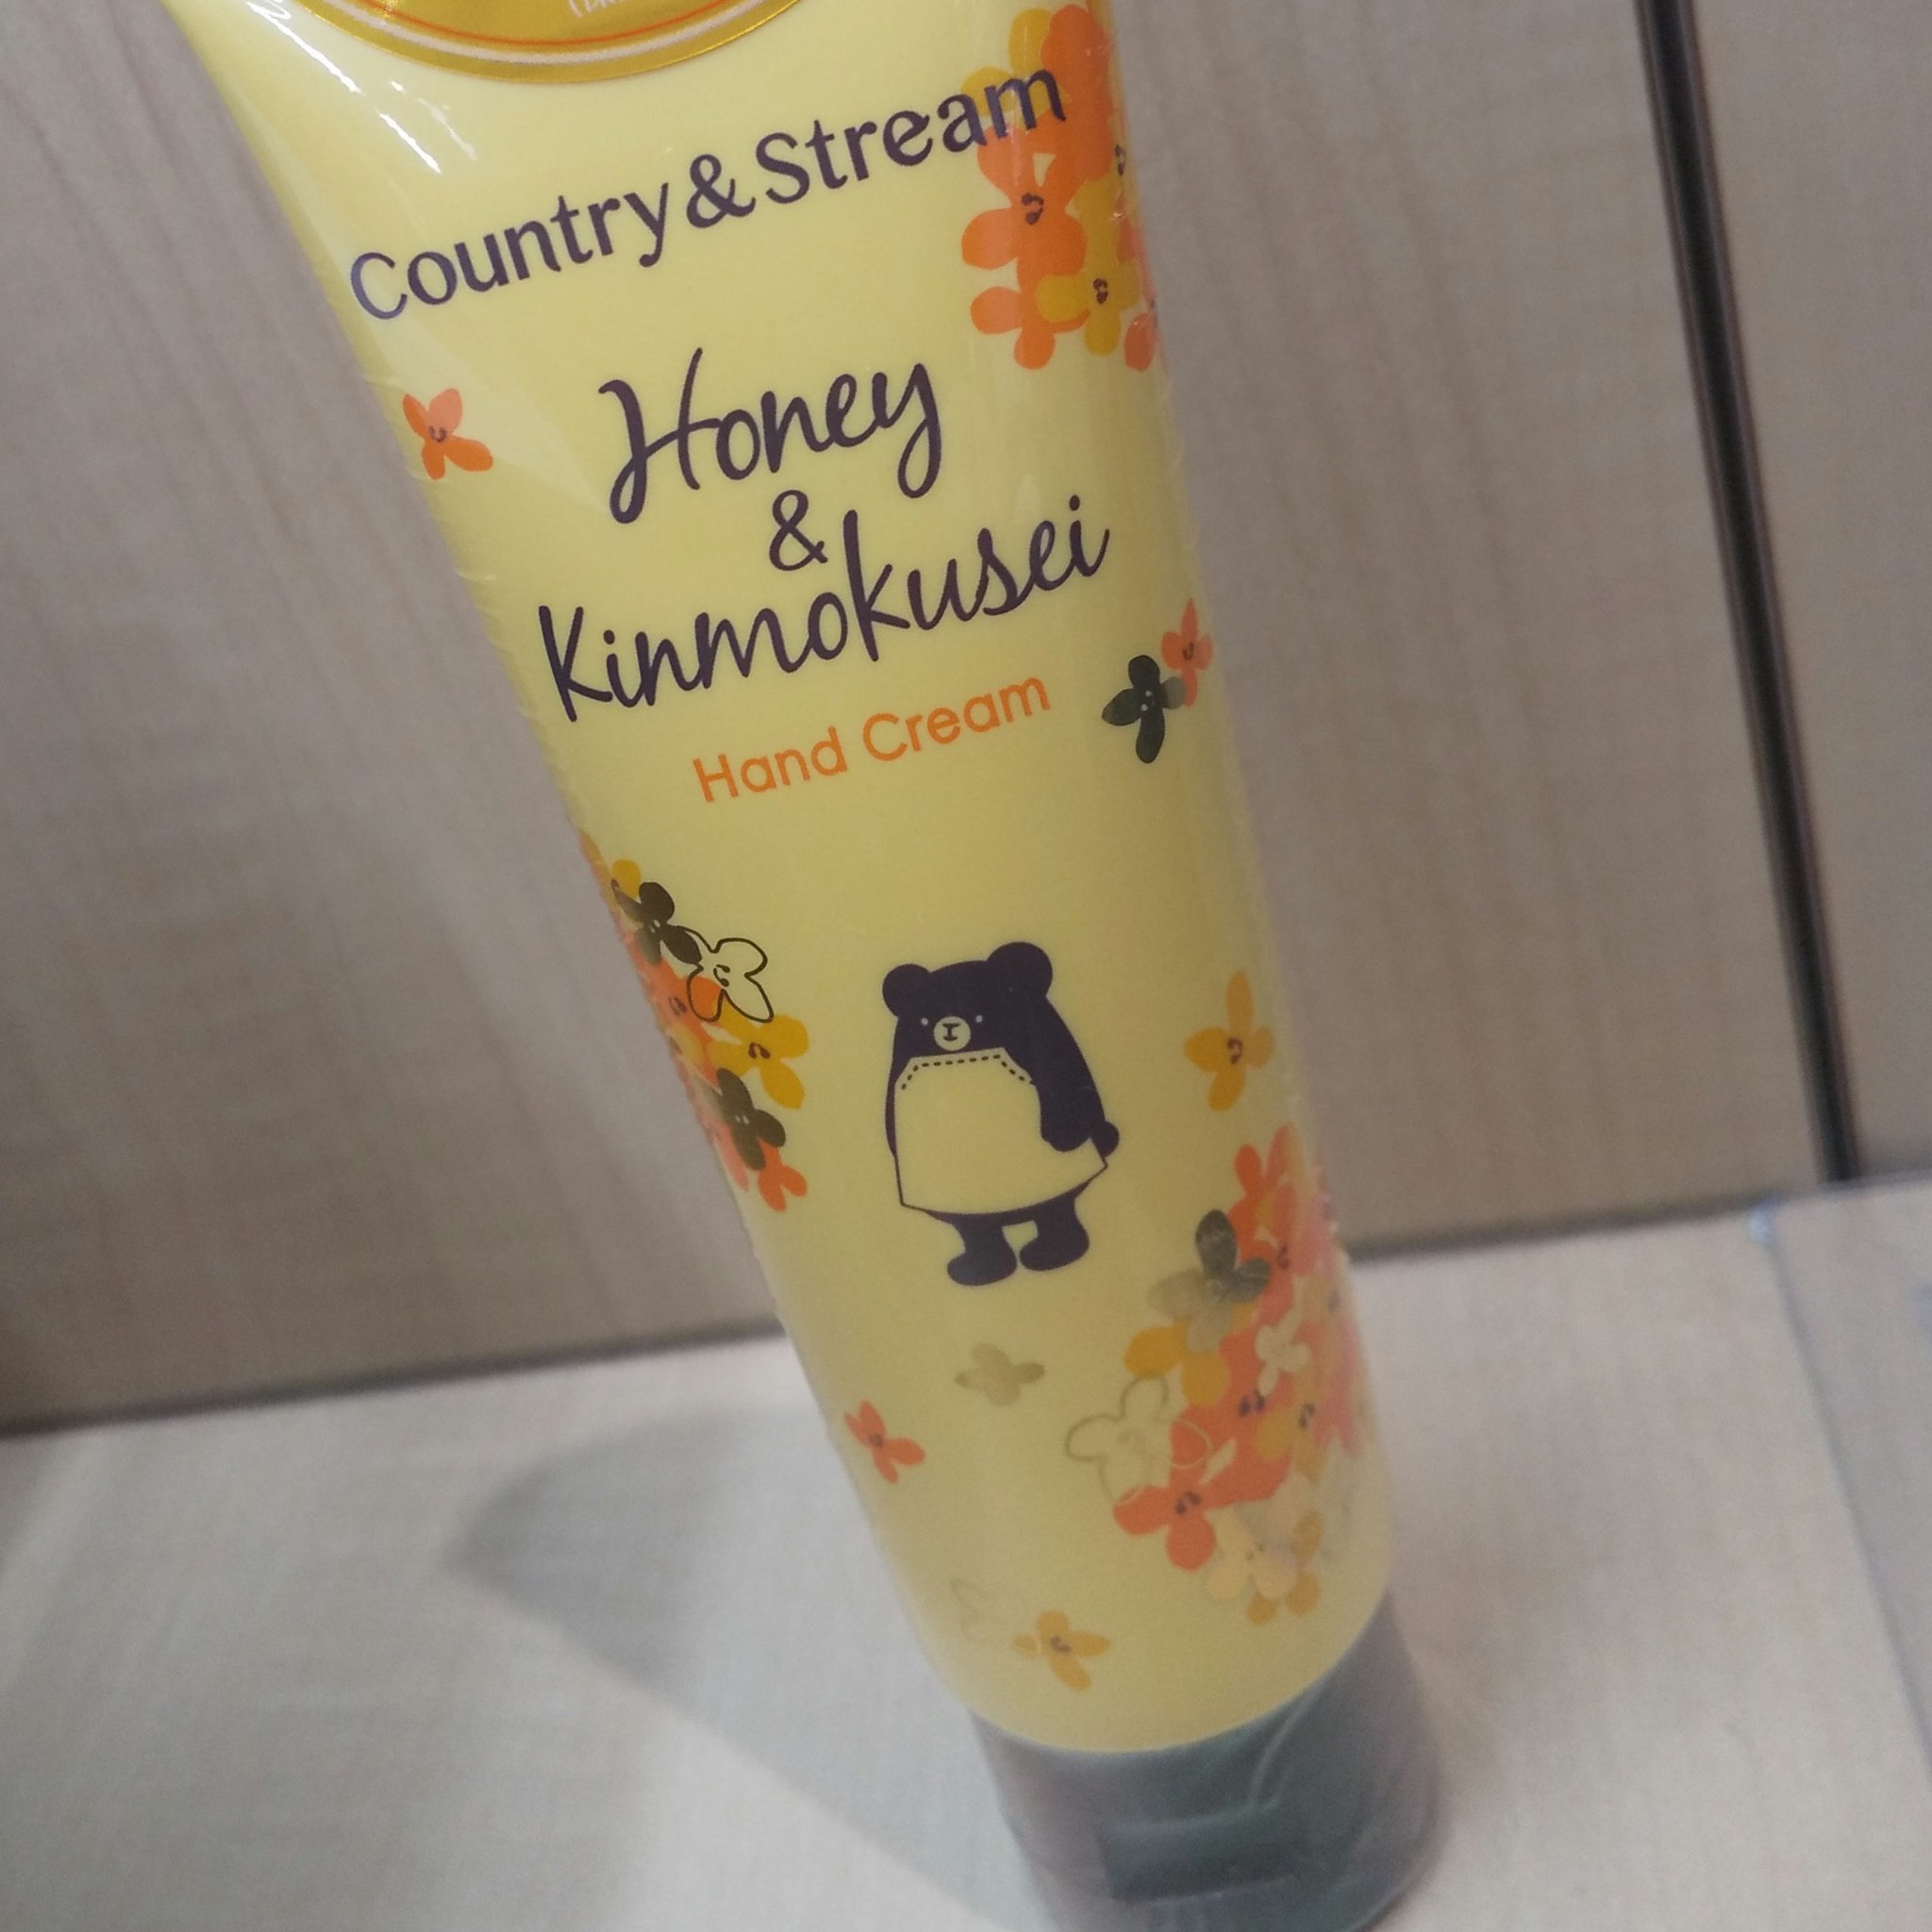 Country&Stream
Honey
&
Kinmokusei
Hand Cream